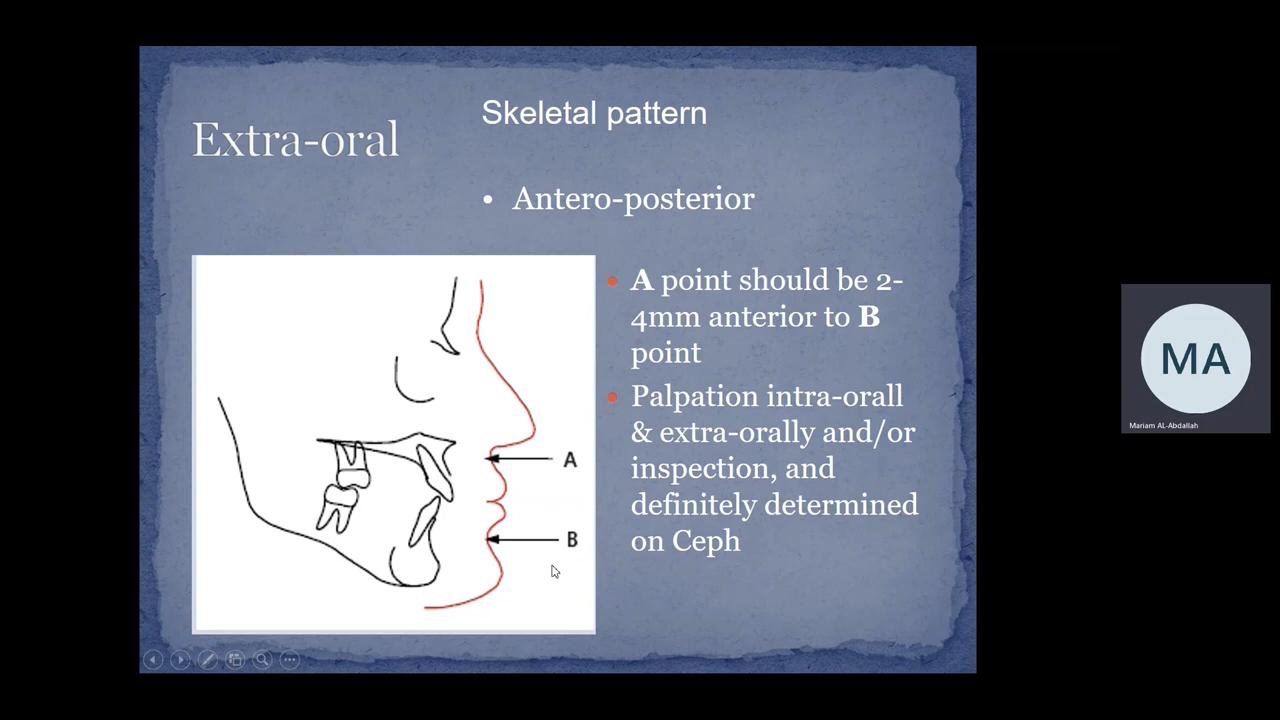 Skeletal pattern
Extra-oral
• Antero-posterior
• A point should be 2-
4mm anterior to B
point
• Palpation intra-orall
& extra-orally and/or
inspection, and
definitely determined
on Ceph
A
B
MA
Mariam AL-Abdallah